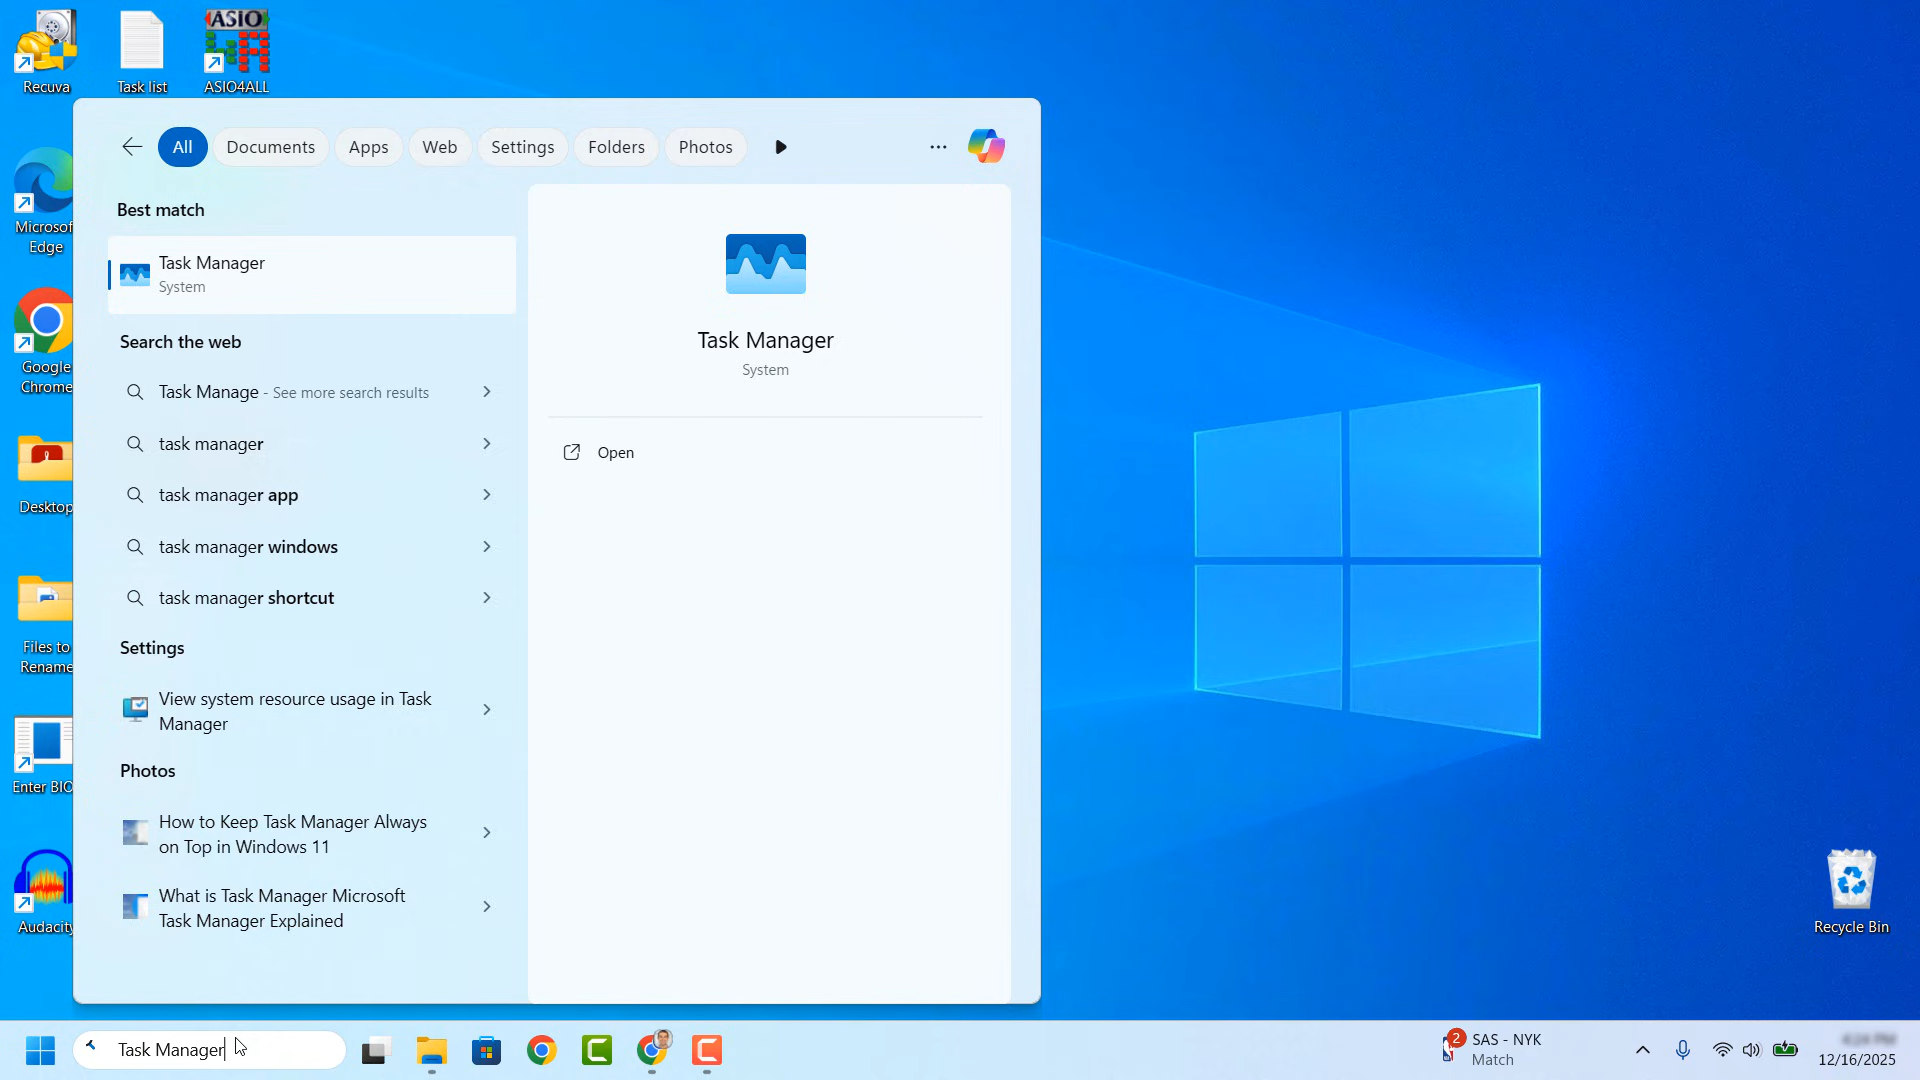 Recuva
Task list
ASIO
ASIO4ALL
Microsof
Edge
Google
Chrome
Desktop
Files to
Rename
Enter BIO
Audacity
All
Documents
Apps
Web
Settings
Folders
Photos
Best match
Task Manager
System
Search the web
Task Manage - See more search results
task manager
task manager app
task manager windows
task manager shortcut
Settings
View system resource usage in Task
Manager
Photos
How to Keep Task Manager Always
on Top in Windows 11
What is Task Manager Microsoft
Task Manager Explained
Task Manager
System
Open
Recycle Bin
Task Manager
2
SAS - NYK
Match
12/16/2025